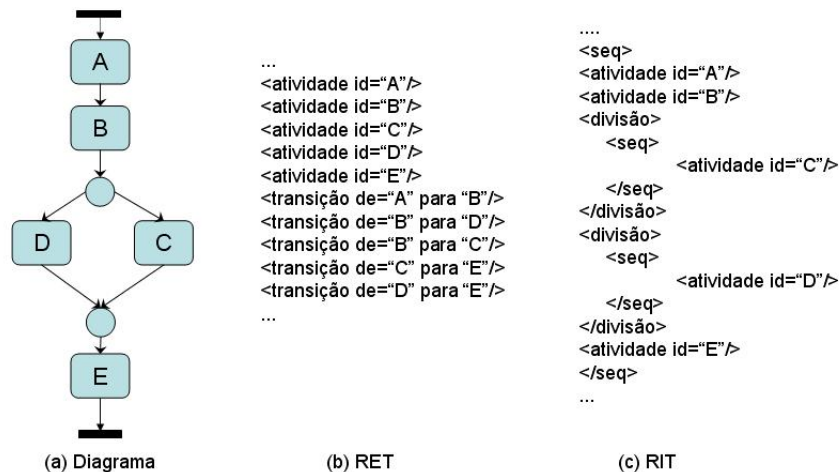 A
B
D
C
E
(a) Diagrama
...
<atividade id=“A”/>
<atividade id=“B”/>
<atividade id=“C”/>
<atividade id=“D”/>
<atividade id=“E”/>
<transição de=“A” para “B”/>
<transição de=“B” para “D”/>
<transição de=“B” para “C”/>
<transição de=“C” para “E”/>
<transição de=“D” para “E”/>
...
(b) RET
....
<seq>
<atividade id=“A”/>
<atividade id=“B”/>
<divisão>
<seq>
<atividade id=“C”/>
</seq>
</divisão>
<divisão>
<seq>
<atividade id=“D”/>
</seq>
</divisão>
<atividade id=“E”/>
</seq>
...
(c) RIT